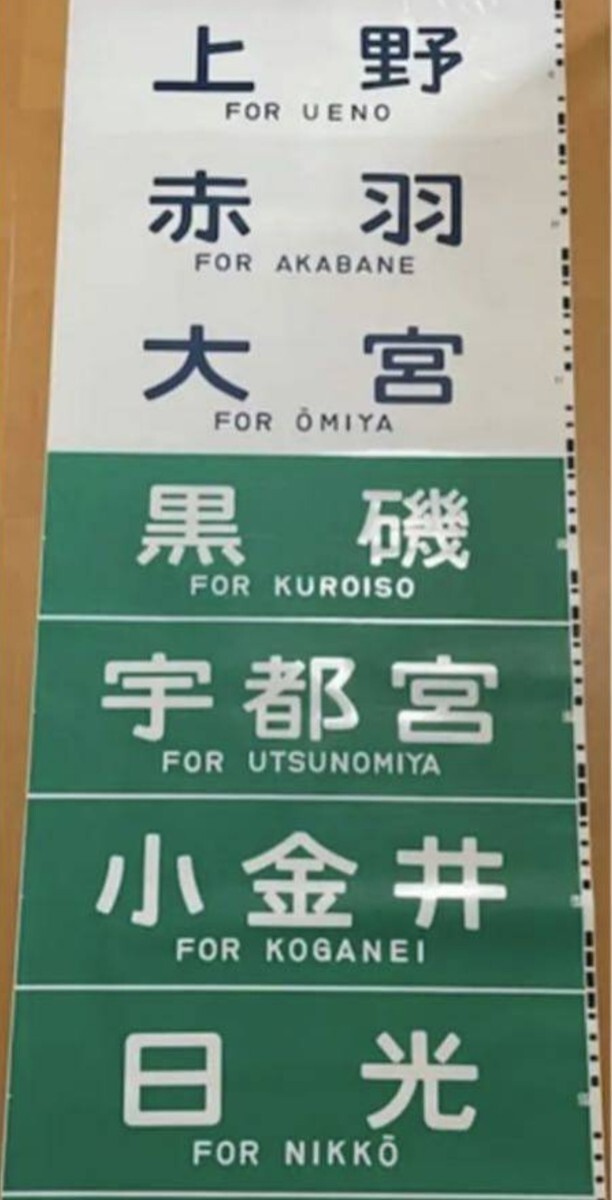 上野
FOR UENO
赤羽
FOR AKABANE
大宮
FOR ŌMIYA
黒磯
FOR KUROISO
宇都宮
FOR UTSUNOMIYA
小金井
FOR KOGANEI
日光
FOR NIKKŌ